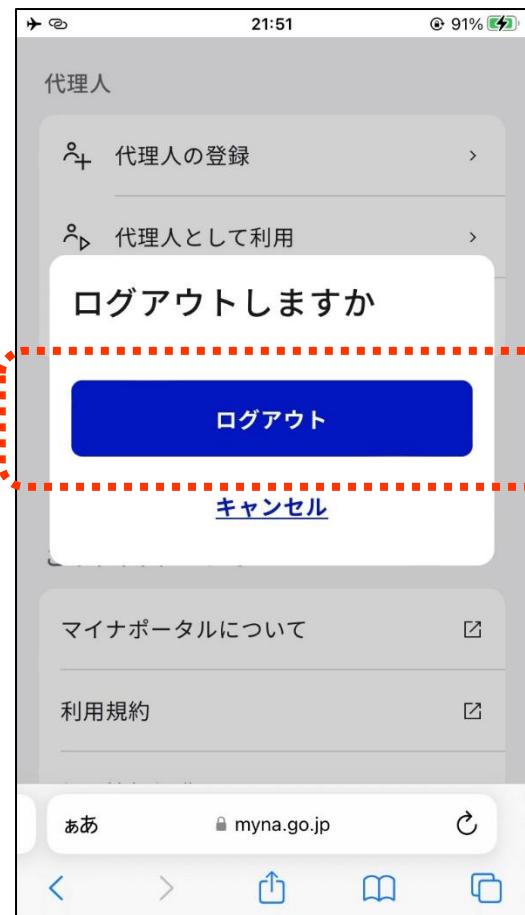 21:51
91%
代理人
代理人の登録
代理人として利用
ログアウトしますか
ログアウト
キャンセル
マイナポータルについて
利用規約
ぁあ
myna.go.jp